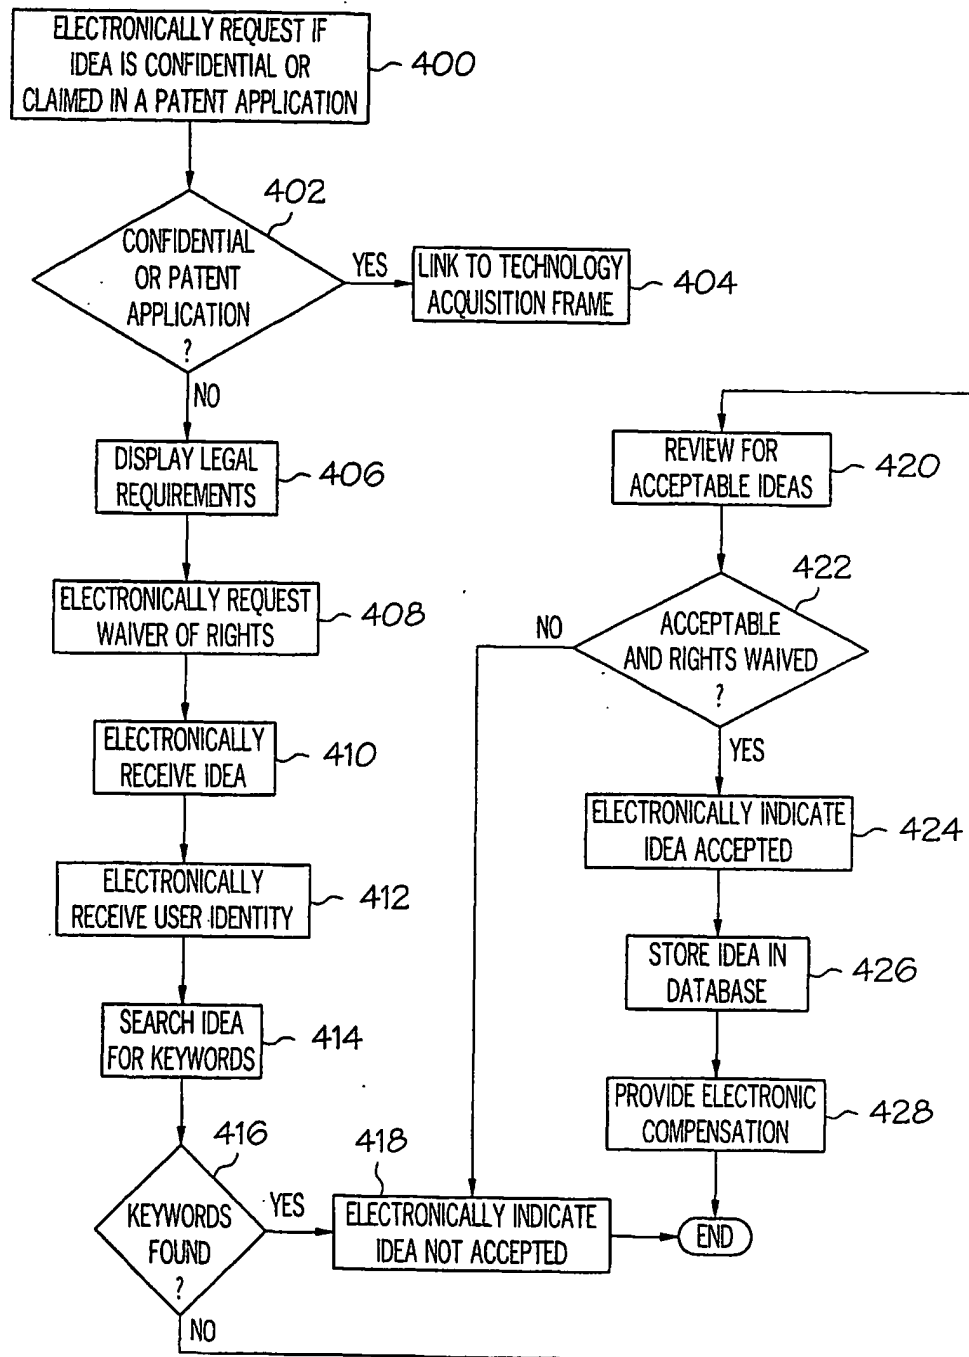 ELECTRONICALLY REQUEST IF
IDEA IS CONFIDENTIAL OR
CLAIMED IN A PATENT APPLICATION
400
402
CONFIDENTIAL
OR PATENT
APPLICATION
?
YES
LINK TO TECHNOLOGY
ACQUISITION FRAME
404
NO
DISPLAY LEGAL
REQUIREMENTS
406
ELECTRONICALLY REQUEST
WAIVER OF RIGHTS
408
ELECTRONICALLY
RECEIVE IDEA
410
ELECTRONICALLY
RECEIVE USER IDENTITY
412
SEARCH IDEA
FOR KEYWORDS
414
416
KEYWORDS
FOUND
?
YES
NO
418
ELECTRONICALLY INDICATE
IDEA NOT ACCEPTED
REVIEW FOR
ACCEPTABLE IDEAS
420
422
ACCEPTABLE
AND RIGHTS WAIVED
?
NO
YES
ELECTRONICALLY INDICATE
IDEA ACCEPTED
424
STORE IDEA IN
DATABASE
426
PROVIDE ELECTRONIC
COMPENSATION
428
END